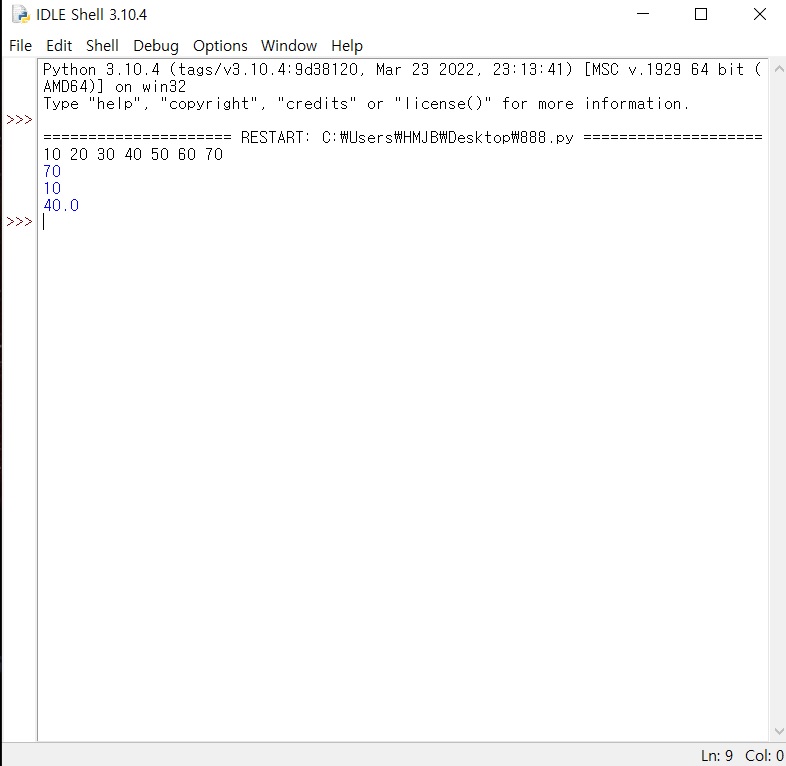 IDLE Shell 3.10.4
File Edit Shell Debug Options Window Help
Python 3.10.4 (tags/v3.10.4:9d38120, Mar 23 2022, 23:13:41) [MSC v.1929 64 bit (
AMD64)] on win32
Type "help", "copyright", "credits" or "license()" for more information.
>>>
===================== RESTART: C:₩Users₩HMJB₩Desktop₩888.py ====================
10 20 30 40 50 60 70
70
10
40.0
>>>
Ln: 9 Col: 0